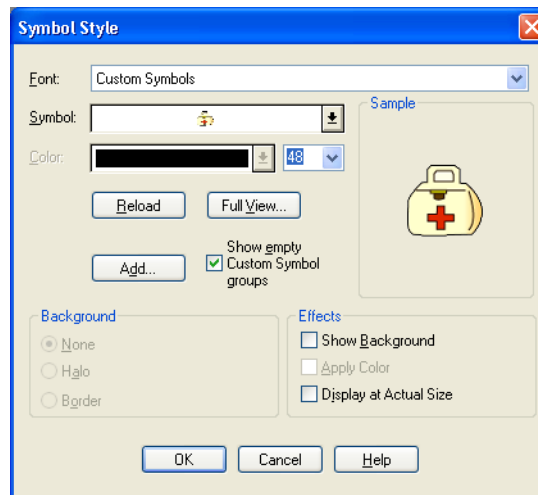 Symbol Style
Font: Custom Symbols
Symbol:
Sample
Color: 48
Reload Full View...
Add... Show empty
Custom Symbol
groups
Background
None
Halo
Border
Effects
Show Background
Apply Color
Display at Actual Size
OK Cancel Help